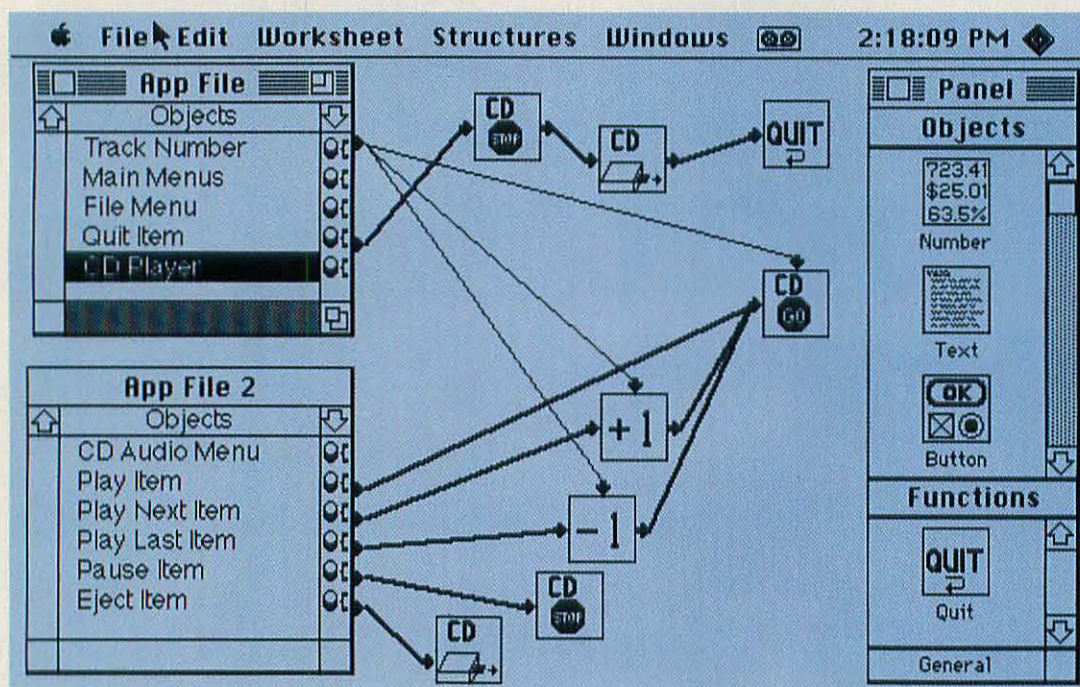 File Edit Worksheet Structures Windows 2:18:09 PM
App File
Objects
Track Number
Main Menus
File Menu
Quit Item
CD Player
App File 2
Objects
CD Audio Menu
Play Item
Play Next Item
Play Last Item
Pause Item
Eject Item
CD
STOP
CD
QUIT
CD
GO
+1
-1
CD
STOP
CD
Panel
Objects
723.41
$25.01
63.5%
Number
Text
OK
Button
Functions
QUIT
Quit
General